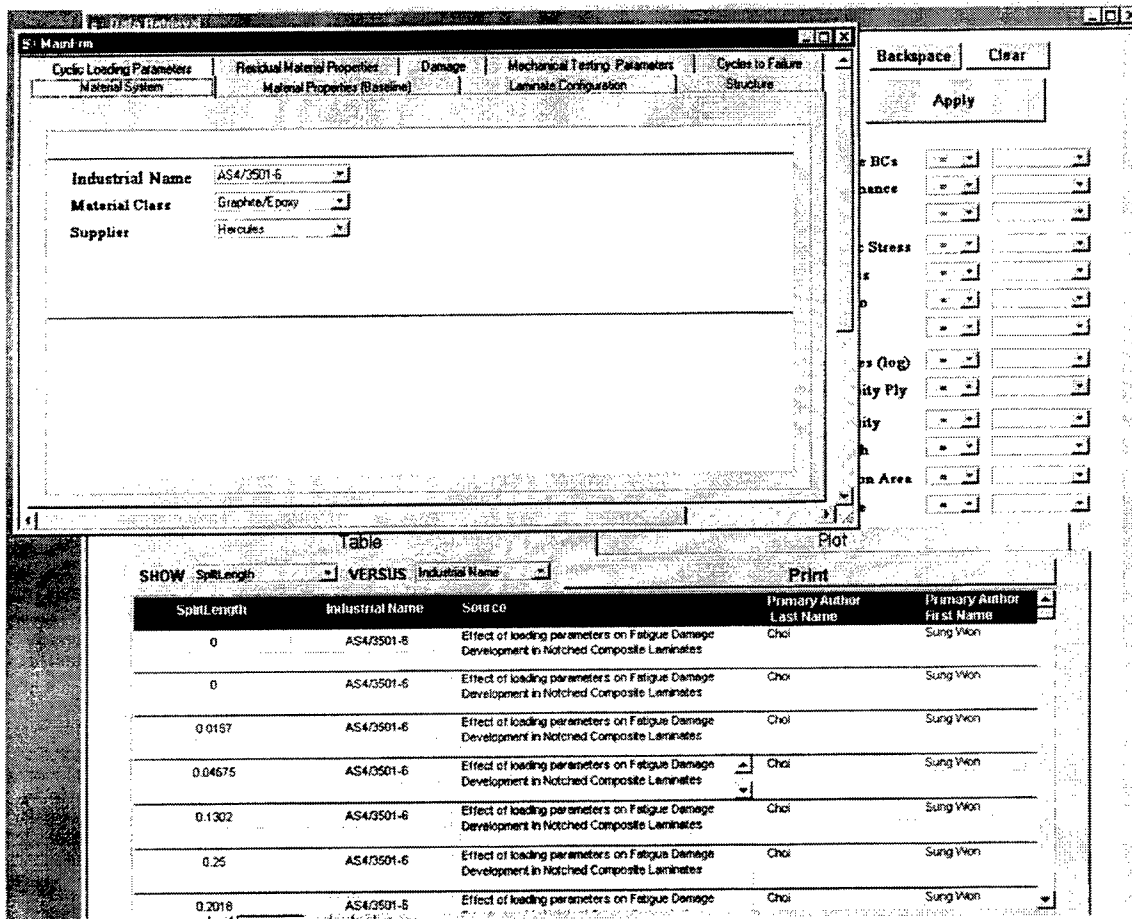 Data Retrieval
MainFrm
Cyclic Loading Parameters
Residual Material Properties
Damage
Mechanical Testing Parameters
Cycles to Failure
Material System
Material Properties (Baseline)
Laminate Configuration
Structure
Backspace
Clear
Apply
Industrial Name AS4/3501-6
Material Class Graphite/Epoxy
Supplier Hercules
BCs
Stress
(log)
Ply
Area
Table
Plot
SHOW SplitLength VERSUS Industrial Name
Print
SplitLength Industrial Name Source Primary Author Last Name Primary Author First Name
0 AS4/3501-6 Effect of loading parameters on Fatigue Damage Choi Sung Won
Development in Notched Composite Laminates
0 AS4/3501-6 Effect of loading parameters on Fatigue Damage Choi Sung Won
Development in Notched Composite Laminates
0.0157 AS4/3501-6 Effect of loading parameters on Fatigue Damage Choi Sung Won
Development in Notched Composite Laminates
0.04675 AS4/3501-6 Effect of loading parameters on Fatigue Damage Choi Sung Won
Development in Notched Composite Laminates
0.1302 AS4/3501-6 Effect of loading parameters on Fatigue Damage Choi Sung Won
Development in Notched Composite Laminates
0.25 AS4/3501-6 Effect of loading parameters on Fatigue Damage Choi Sung Won
Development in Notched Composite Laminates
0.2018 AS4/3501-6 Effect of loading parameters on Fatigue Damage Choi Sung Won